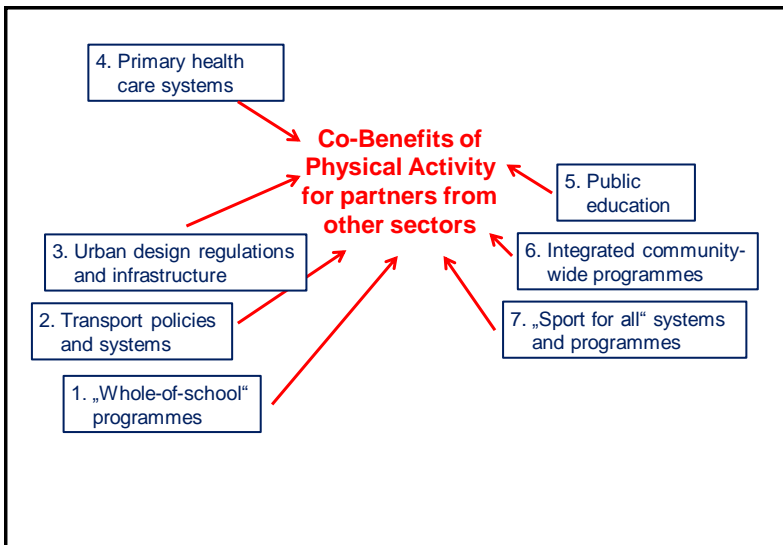 4. Primary health
care systems
Co-Benefits of
Physical Activity
for partners from
other sectors
5. Public
education
3. Urban design regulations
and infrastructure
6. Integrated community-
wide programmes
2. Transport policies
and systems
7. „Sport for all“ systems
and programmes
1. „Whole-of-school“
programmes